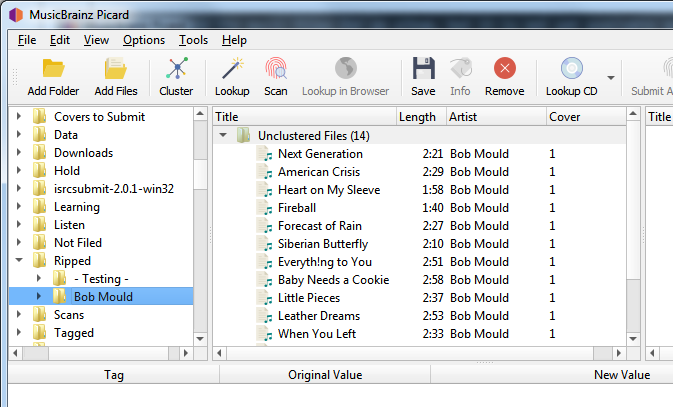 MusicBrainz Picard
File Edit View Options Tools Help
Add Folder Add Files Cluster Lookup Scan Lookup in Browser Save Info Remove Lookup CD Submit A
Title Length Artist Cover Title
Covers to Submit
Data
Downloads
Hold
isrcsubmit-2.0.1-win32
Learning
Listen
Not Filed
Ripped
- Testing -
Bob Mould
Scans
Tagged
Unclustered Files (14)
Next Generation 2:21 Bob Mould 1
American Crisis 2:29 Bob Mould 1
Heart on My Sleeve 1:58 Bob Mould 1
Fireball 1:40 Bob Mould 1
Forecast of Rain 2:27 Bob Mould 1
Siberian Butterfly 2:10 Bob Mould 1
Everyth!ng to You 2:51 Bob Mould 1
Baby Needs a Cookie 2:58 Bob Mould 1
Little Pieces 2:37 Bob Mould 1
Leather Dreams 2:53 Bob Mould 1
When You Left 2:33 Bob Mould 1
Tag Original Value New Value